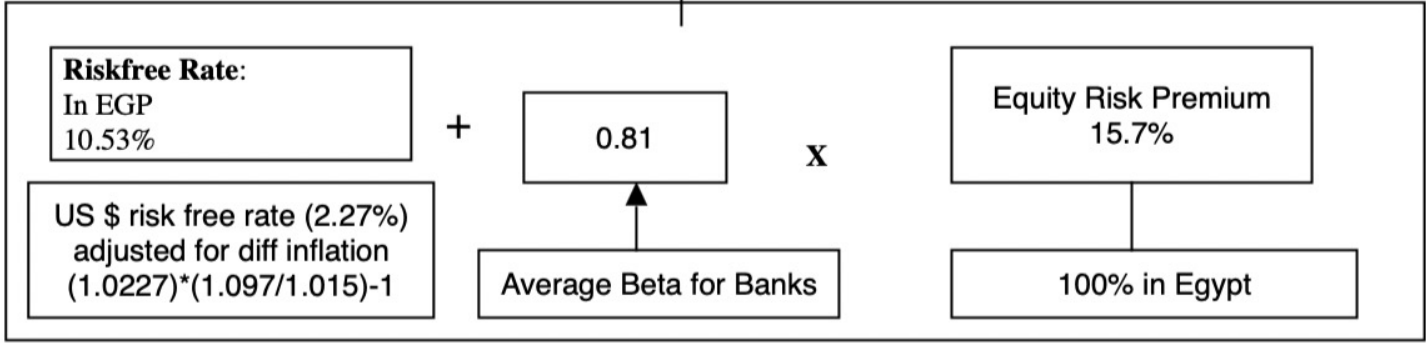 Riskfree Rate:
In EGP
10.53%
+
0.81
X
Equity Risk Premium
15.7%
US $ risk free rate (2.27%)
adjusted for diff inflation
(1.0227)*(1.097/1.015)-1
Average Beta for Banks
100% in Egypt